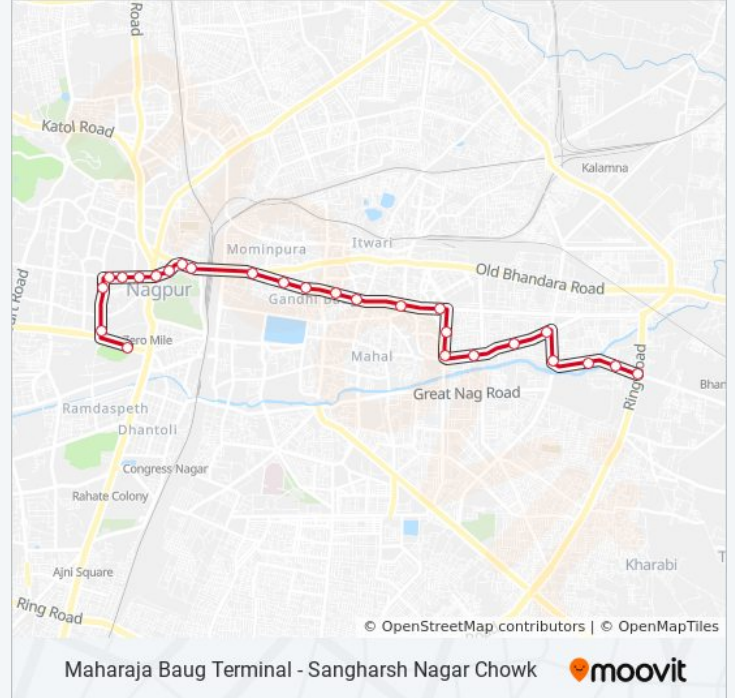 Road
Katol Road
Kalamna
Mominpura
Itwari
Old Bhandara Road
Nagpur
Gandhi
Zero Mile
Mahal
Great Nag Road
Ring Road
Bhan
Ramdaspeth
Dhantoli
Congress Nagar
Rahate Colony
Ajni Square
Kharabi
T
Ring Road
© OpenStreetMap contributors | © OpenMapTiles
Maharaja Baug Terminal - Sangharsh Nagar Chowk
moovit